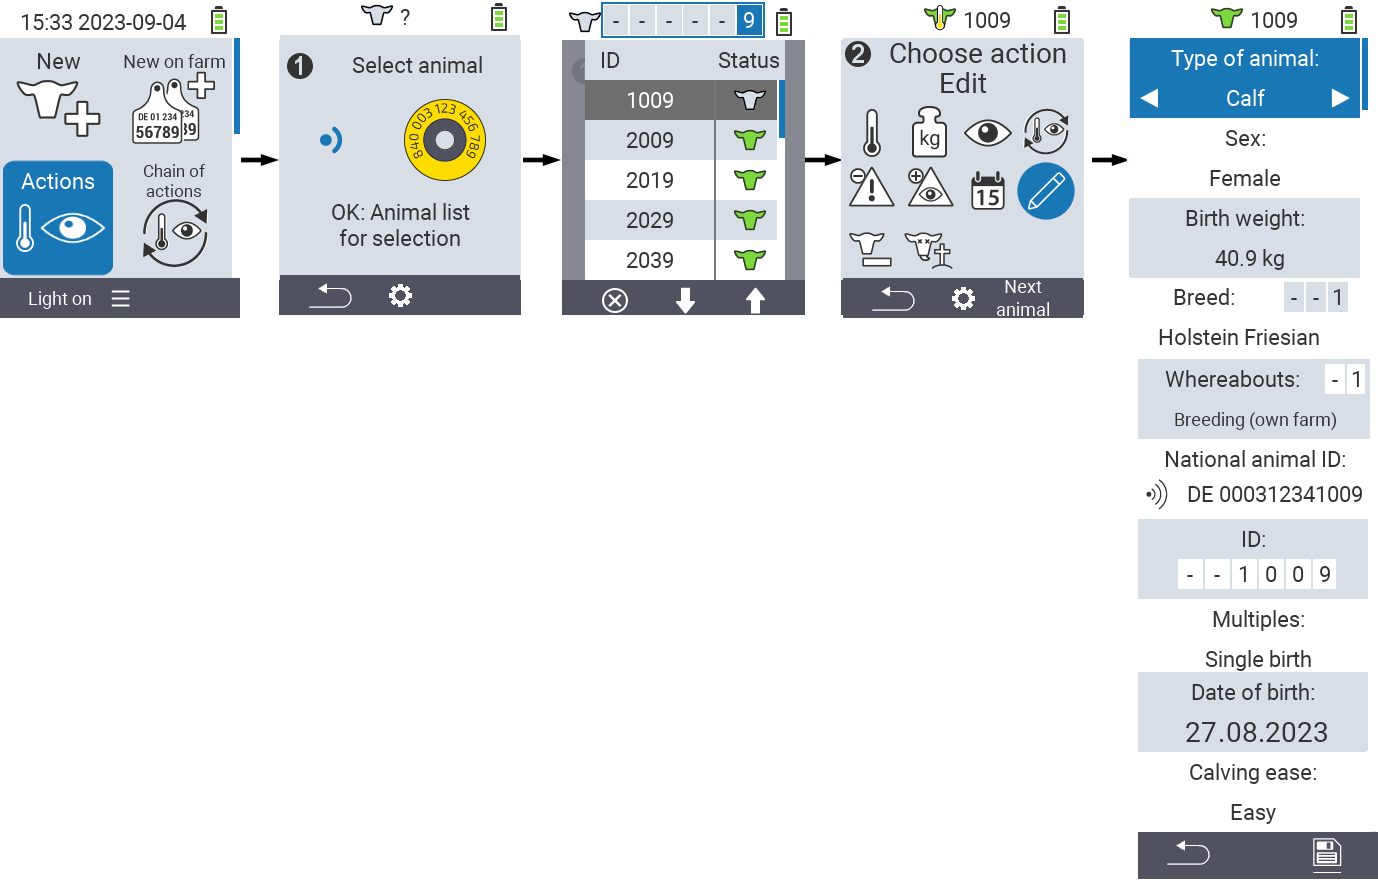 15:33 2023-09-04
New
New on farm
DE 01 234
56789
234
89
Actions
Chain of
actions
Light on
?
1
Select animal
840 003 123 456 789
OK: Animal list
for selection
- - - - - 9
ID Status
1009
2009
2019
2029
2039
1009
2 Choose action
Edit
kg
15
Next
animal
1009
Type of animal:
Calf
Sex:
Female
Birth weight:
40.9 kg
Breed: - - 1
Holstein Friesian
Whereabouts: - 1
Breeding (own farm)
National animal ID:
DE 000312341009
ID:
- - 1 0 0 9
Multiples:
Single birth
Date of birth:
27.08.2023
Calving ease:
Easy